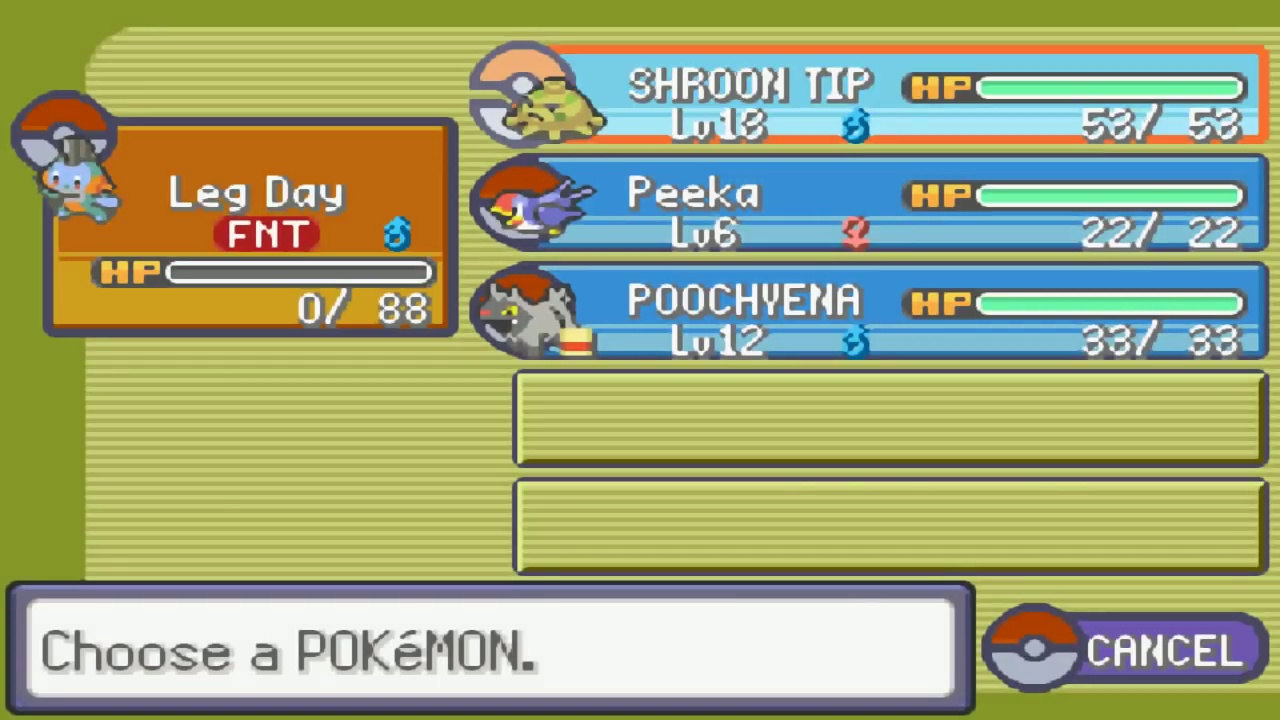 Leg Day
FNT
HP
0/ 88
SHROON TIP HP
Lv18 ♂ 53/ 53
Peeka HP
Lv6 ♀ 22/ 22
POOCHYENA HP
Lv12 ♂ 33/ 33
Choose a POKéMON.
CANCEL